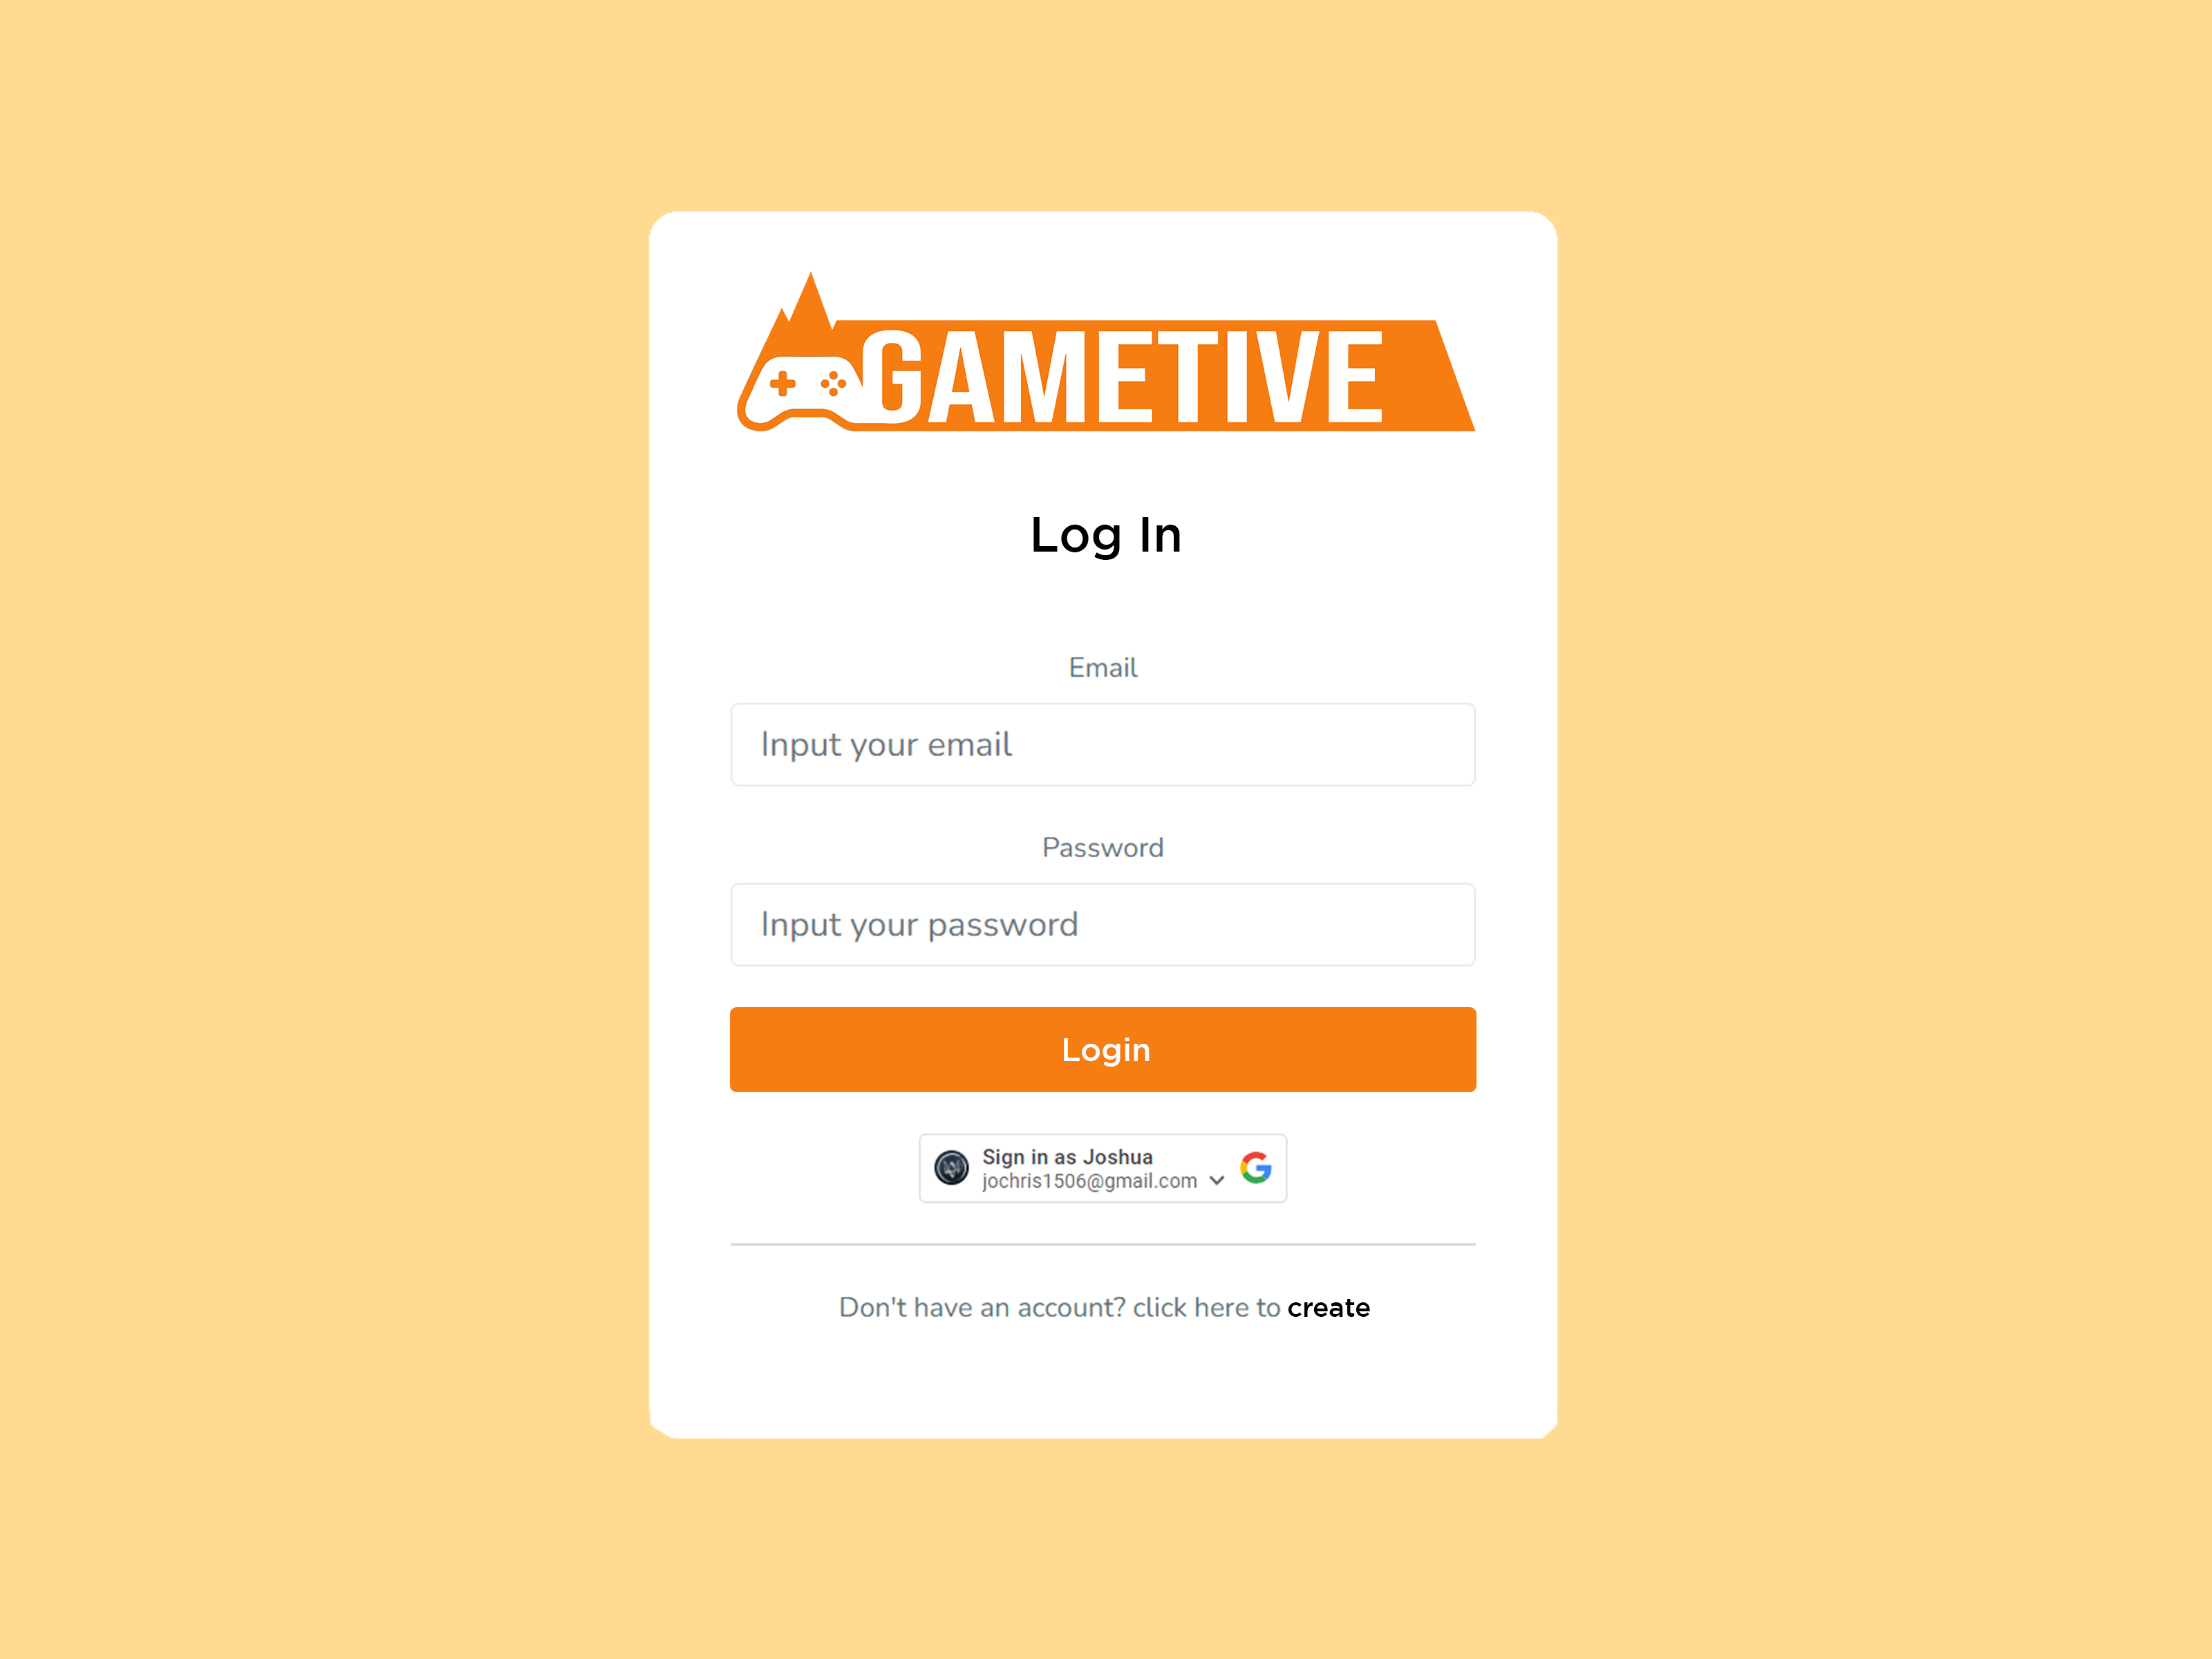 GAMETIVE
Log In
Email
Input your email
Password
Input your password
Login
Sign in as Joshua
jochris1506@gmail.com
Don't have an account? click here to create